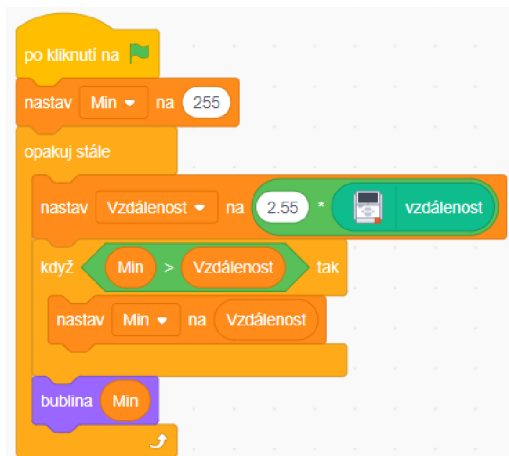 po kliknutí na
nastav Min na 255
opakuj stále
nastav Vzdálenost na 2.55 * vzdálenost
když Min > Vzdálenost tak
nastav Min na Vzdálenost
bublina Min